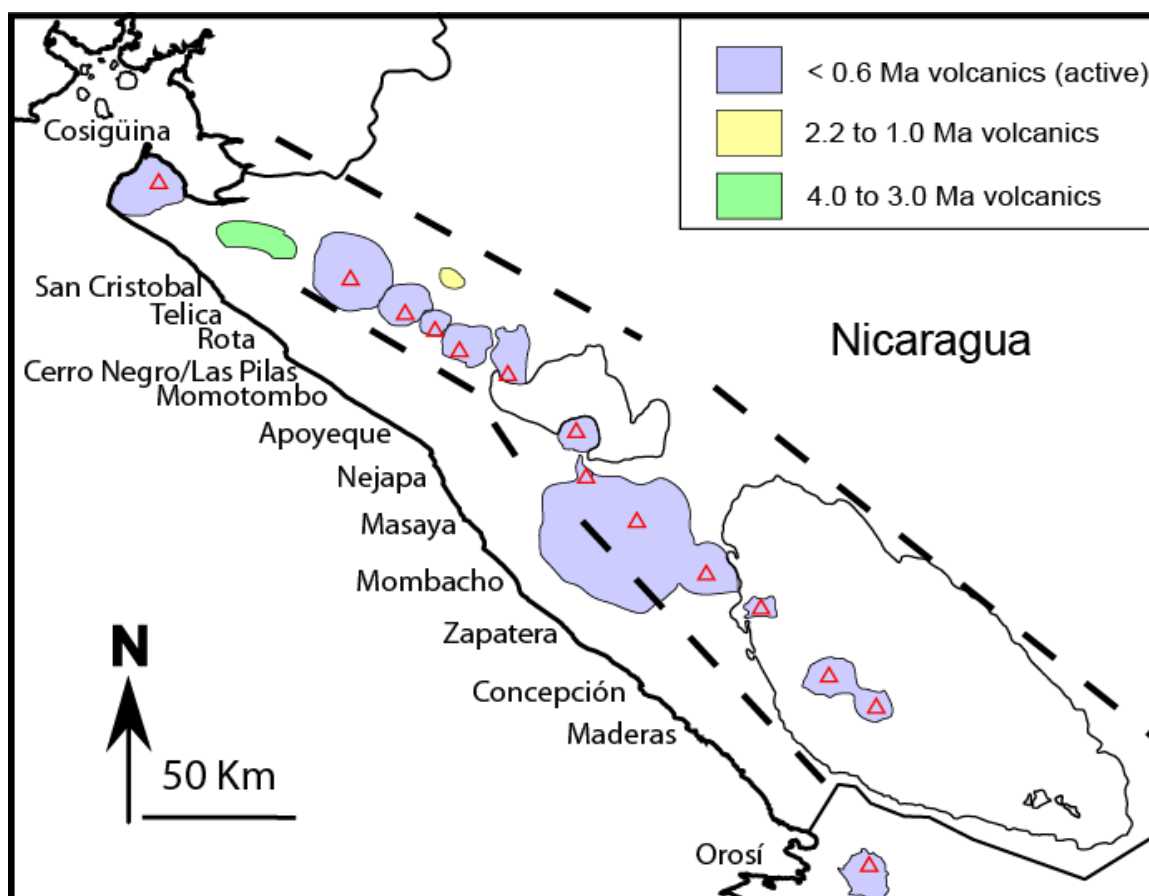 < 0.6 Ma volcanics (active)
2.2 to 1.0 Ma volcanics
4.0 to 3.0 Ma volcanics
Cosigüina
San Cristobal
Telica
Rota
Cerro Negro/Las Pilas
Momotombo
Apoyeque
Nejapa
Masaya
Mombacho
Zapatera
Concepción
Maderas
Orosí
Nicaragua
N
50 Km